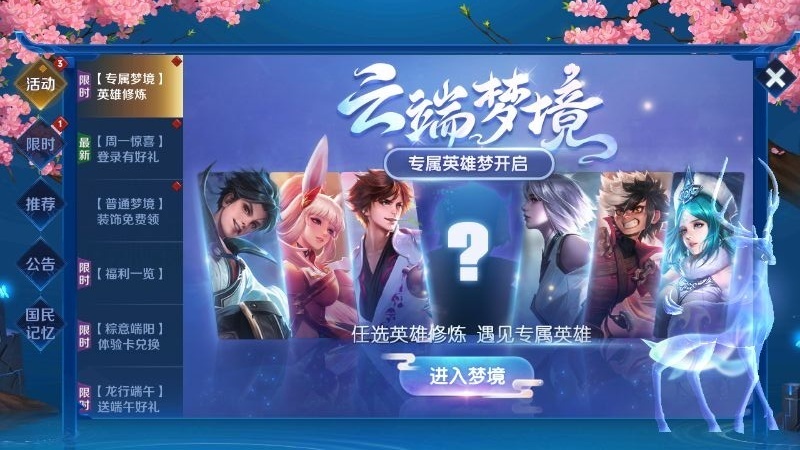 活动
3
限时
1
推荐
公告
国民
记忆
限时
【专属梦境】
英雄修炼
最新
【周一惊喜】
登录有好礼
【普通梦境】
装饰免费领
限时
【福利一览】
限时
【粽意端阳】
体验卡兑换
限时
【龙行端午】
送端午好礼
云端梦境
专属英雄梦开启
?
任选英雄修炼 遇见专属英雄
进入梦境